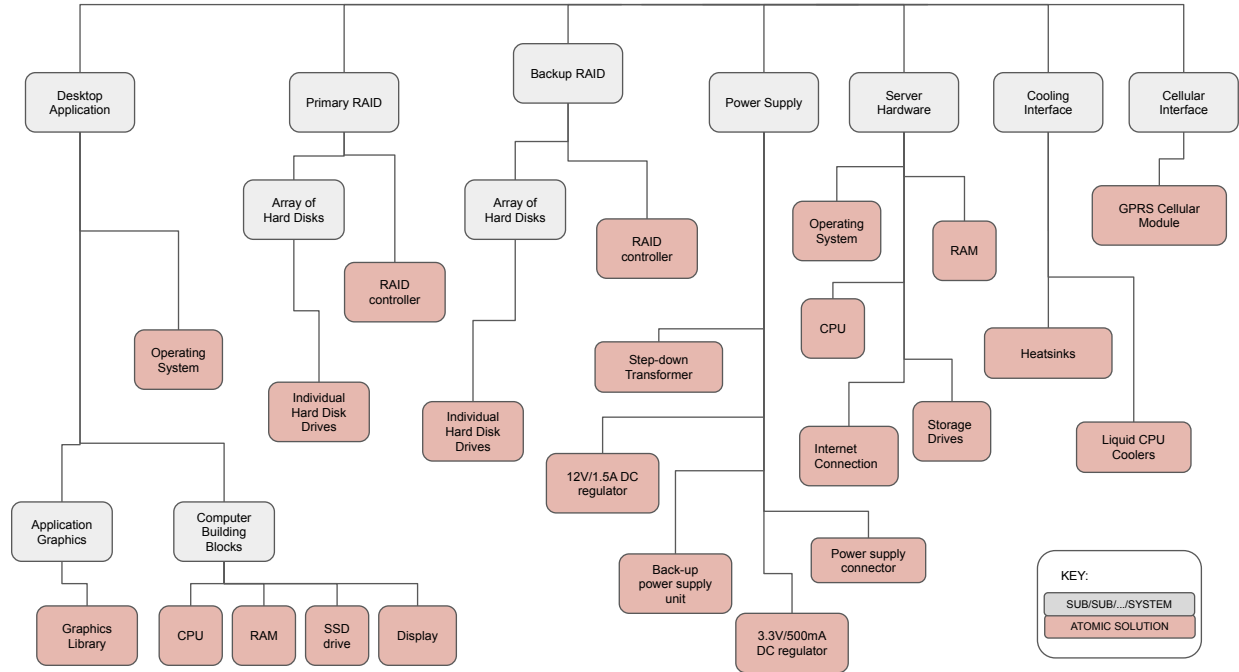 Desktop
Application
Primary RAID
Backup RAID
Power Supply
Server
Hardware
Cooling
Interface
Cellular
Interface
Array of
Hard Disks
RAID
controller
Array of
Hard Disks
RAID
controller
Operating
System
RAM
GPRS Cellular
Module
CPU
Operating
System
Individual
Hard Disk
Drives
Individual
Hard Disk
Drives
Step-down
Transformer
Heatsinks
12V/1.5A DC
regulator
Internet
Connection
Storage
Drives
Liquid CPU
Coolers
Application
Graphics
Computer
Building
Blocks
Back-up
power supply
unit
Power supply
connector
Graphics
Library
CPU
RAM
SSD
drive
Display
3.3V/500mA
DC regulator
KEY:
SUB/SUB/.../SYSTEM
ATOMIC SOLUTION